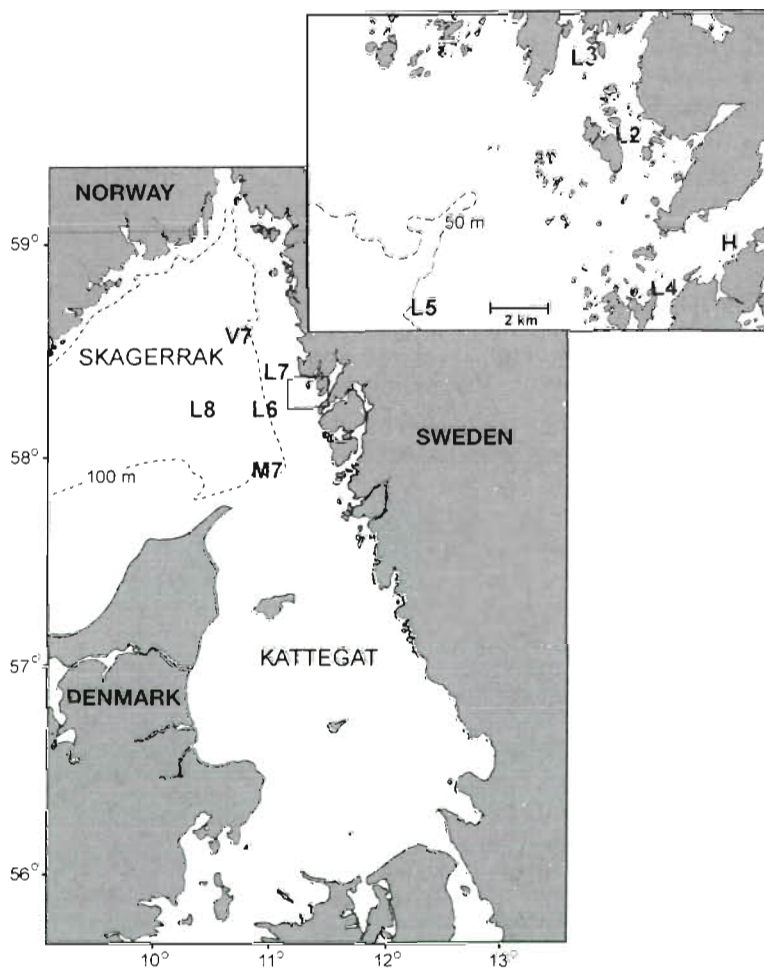 L3
L2
50 m
H
L4
L5
2 km
NORWAY
59°
V7
SKAGERRAK
L7
L8
L6
SWEDEN
58°
M7
100 m
KATTEGAT
57°
DENMARK
56°
10°
11°
12°
13°